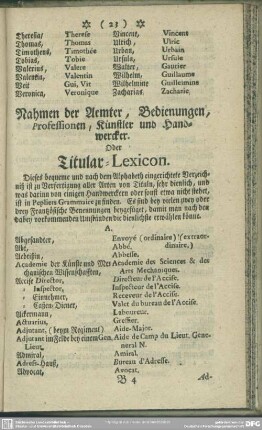 (23)
Theresia, Therese Vincent, Vincens
Thomas, Thomas Ulrich, Ulric
Timotheus, Timothée Urban, Urbain
Tobias, Tobie Ursula, Ursule
Valerius, Valere Walter, Gautier
Valentin, Valentin Wilhelm, Guillaume
Veit Gui, Vit Wilhelmine Guillelmine
Veronica, Veronique Zacharias, Zacharie.
Nahmen der Aemter, Bedienungen,
Professionen, Künstler und Hand-
wercker.
Oder
Titular-Lexicon.
Dieses bequeme und nach dem Alphabeth eingerichtete Verzeich-
niß ist zu Verfertigung aller Arten von Tituln, sehr dienlich, und
was darinn von einigen Handwerckern oder sonst etwa nicht stehet,
ist in Pepliers Grammaire zu finden. Es sind bey vielen zwey oder
drey Französische Benennungen beygefüget, damit man nach den
dabey vorkommenden Umständen die dienlichste erwählen könne.
A.
Abgesandter, Envoyé (ordinaire) (extraor-
Abt, Abbé. dinaire.)
Aebtißin, Abbesse.
Academie der Künste und Me- Academie des Sciences & des
chanischen Wissenschafften, Arts Mechaniques.
Accise Director, Directeur de l'Accise.
Inspector, Inspecteur de l'Accise.
Einnehmer, Receveur de l'Accise.
Cassen-Diener, Valet de bureau de l'Accise.
Ackermann, Laboureur.
Actuarius, Greffier.
Adjutant, (beym Regiment) Aide-Major.
Adjutant im Felde bey einem Gen. Aide de Camp du Lieut. Gene-
Lieut. general N.
Admiral, Amiral.
Adreß-Hauß, Bureau d'Adresse.
Advocat, Avocat.
B 4 Ad-